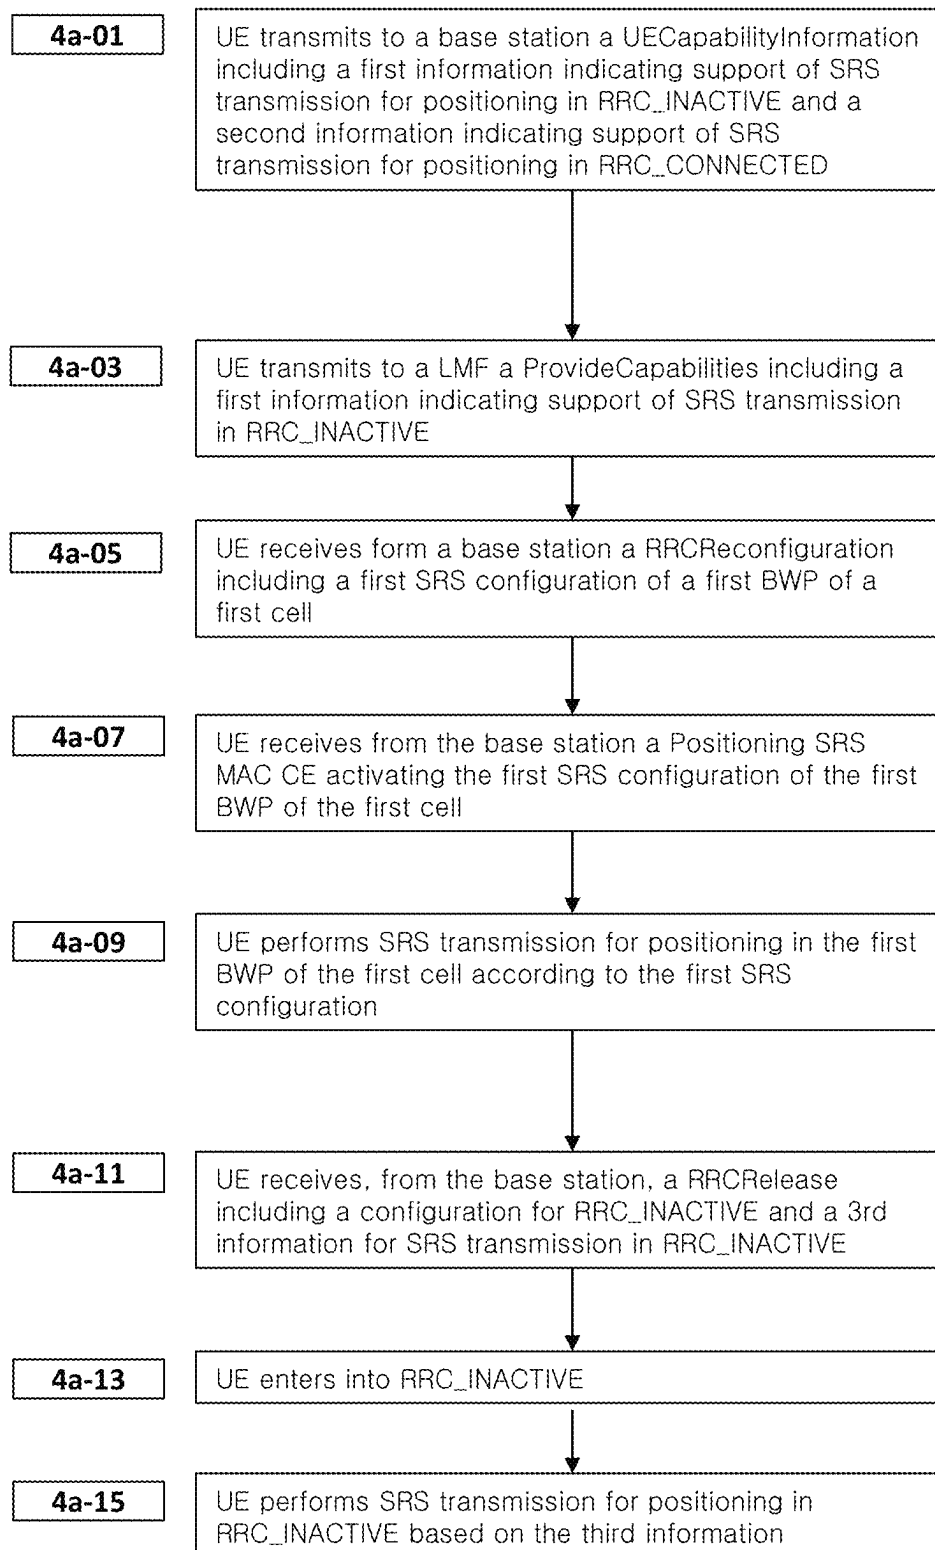 4a-01
UE transmits to a base station a UECapabilityInformation
including a first information indicating support of SRS
transmission for positioning in RRC_INACTIVE and a
second information indicating support of SRS
transmission for positioning in RRC_CONNECTED
4a-03
UE transmits to a LMF a ProvideCapabilities including a
first information indicating support of SRS transmission
in RRC_INACTIVE
4a-05
UE receives form a base station a RRCReconfiguration
including a first SRS configuration of a first BWP of a
first cell
4a-07
UE receives from the base station a Positioning SRS
MAC CE activating the first SRS configuration of the first
BWP of the first cell
4a-09
UE performs SRS transmission for positioning in the first
BWP of the first cell according to the first SRS
configuration
4a-11
UE receives, from the base station, a RRCRelease
including a configuration for RRC_INACTIVE and a 3rd
information for SRS transmission in RRC_INACTIVE
4a-13
UE enters into RRC_INACTIVE
4a-15
UE performs SRS transmission for positioning in
RRC_INACTIVE based on the third information